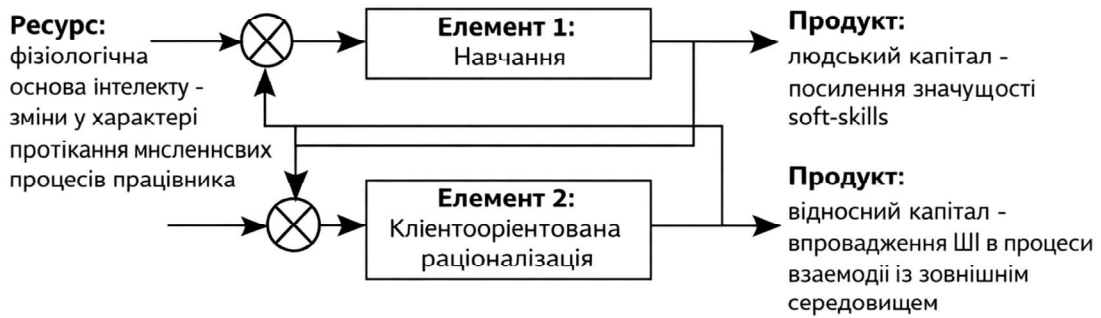 Ресурс:
фізіологічна
основа інтелекту -
зміни у характері
протікання мнсленнсвих
процесів працівника
Елемент 1:
Навчання
Продукт:
людський капітал -
посилення значущості
soft-skills
Елемент 2:
Клієнтоорієнтована
раціоналізація
Продукт:
відносний капітал -
впровадження ШІ в процеси
взаемодіі із зовнішнім
середовищем